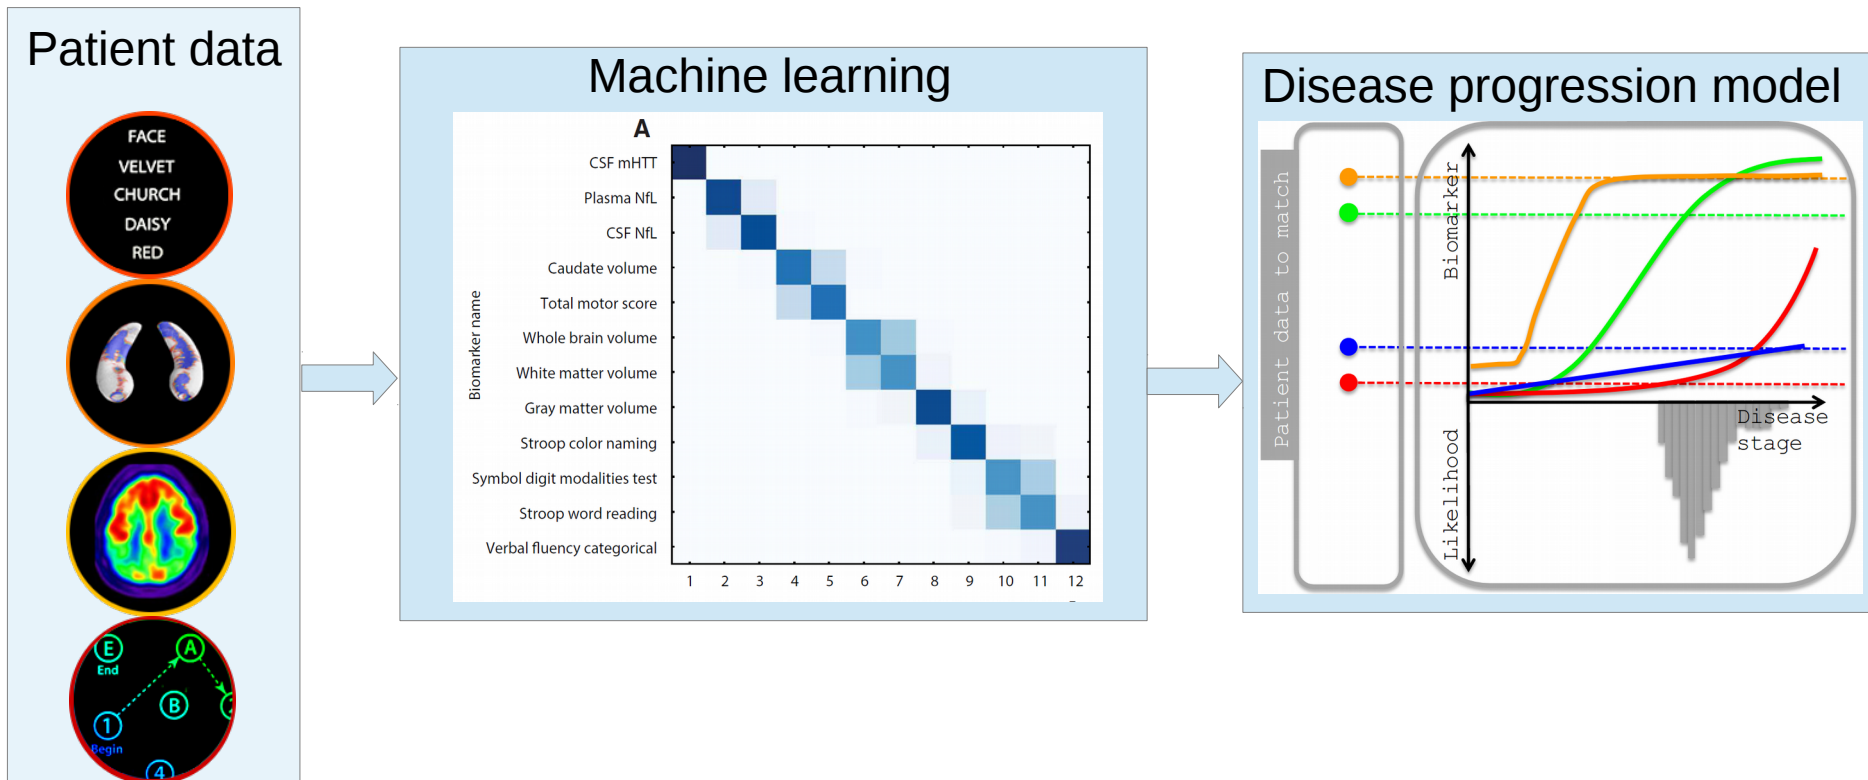 Patient data
FACE
VELVET
CHURCH
DAISY
RED
E
End
A
B
1
Begin
4
Machine learning
A
Biomarker name
CSF mHTT
Plasma NfL
CSF NfL
Caudate volume
Total motor score
Whole brain volume
White matter volume
Gray matter volume
Stroop color naming
Symbol digit modalities test
Stroop word reading
Verbal fluency categorical
1 2 3 4 5 6 7 8 9 10 11 12
Disease progression model
Patient data to match
Biomarker
Likelihood
Disease
stage